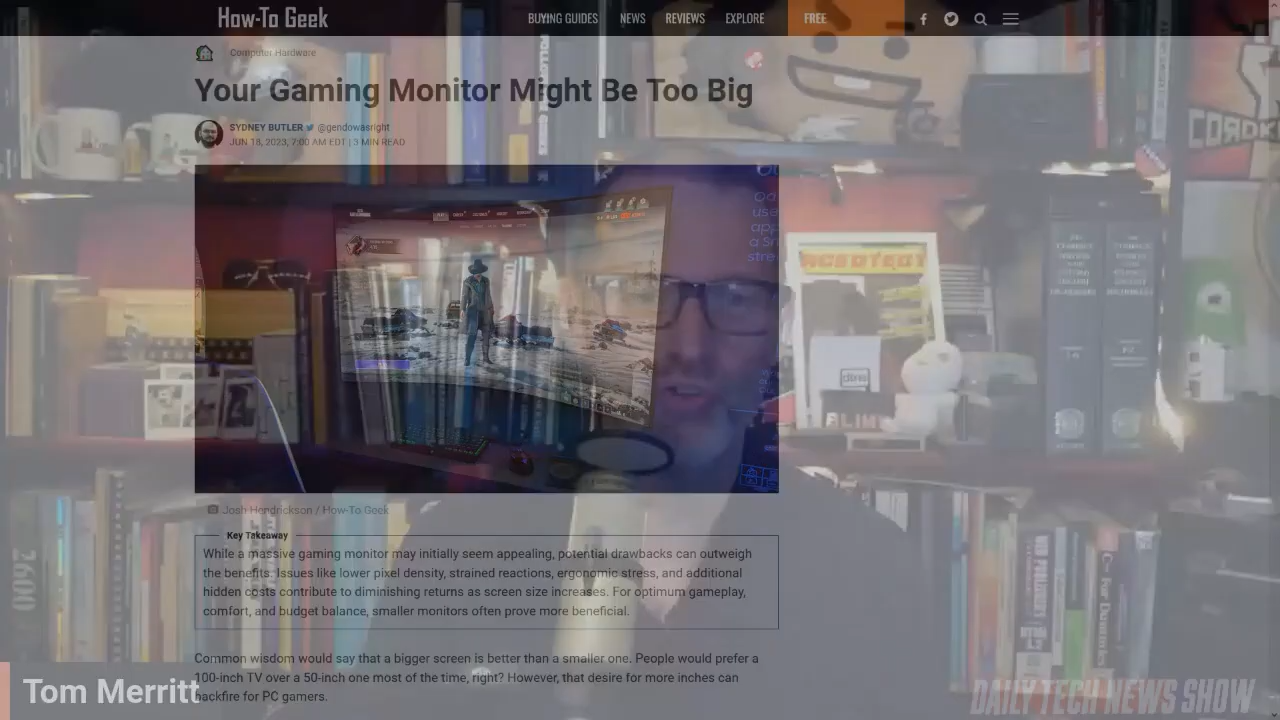 How-To Geek
BUYING GUIDES NEWS REVIEWS EXPLORE FREE
Computer Hardware
Your Gaming Monitor Might Be Too Big
SYDNEY BUTLER @gendowasright
JUN 18, 2023, 7:00 AM EDT | 3 MIN READ
Josh Hendrickson / How-To Geek
Key Takeaway
While a massive gaming monitor may initially seem appealing, potential drawbacks can outweigh
the benefits. Issues like lower pixel density, strained reactions, ergonomic stress, and additional
hidden costs contribute to diminishing returns as screen size increases. For optimum gameplay,
comfort, and budget balance, smaller monitors often prove more beneficial.
Common wisdom would say that a bigger screen is better than a smaller one. People would prefer a
100-inch TV over a 50-inch one most of the time, right? However, that desire for more inches can
backfire for PC gamers.
Tom Merritt
DAILY TECH NEWS SHOW
2600